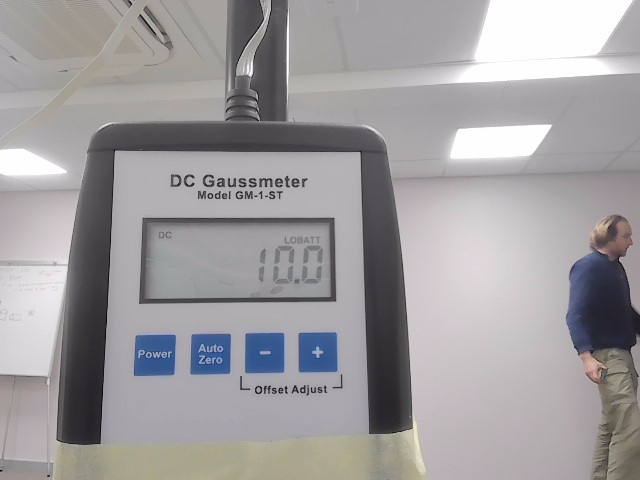 DC Gaussmeter
Model GM-1-ST
DC
LOBATT
10.0
Power
Auto
Zero
-
+
Offset Adjust